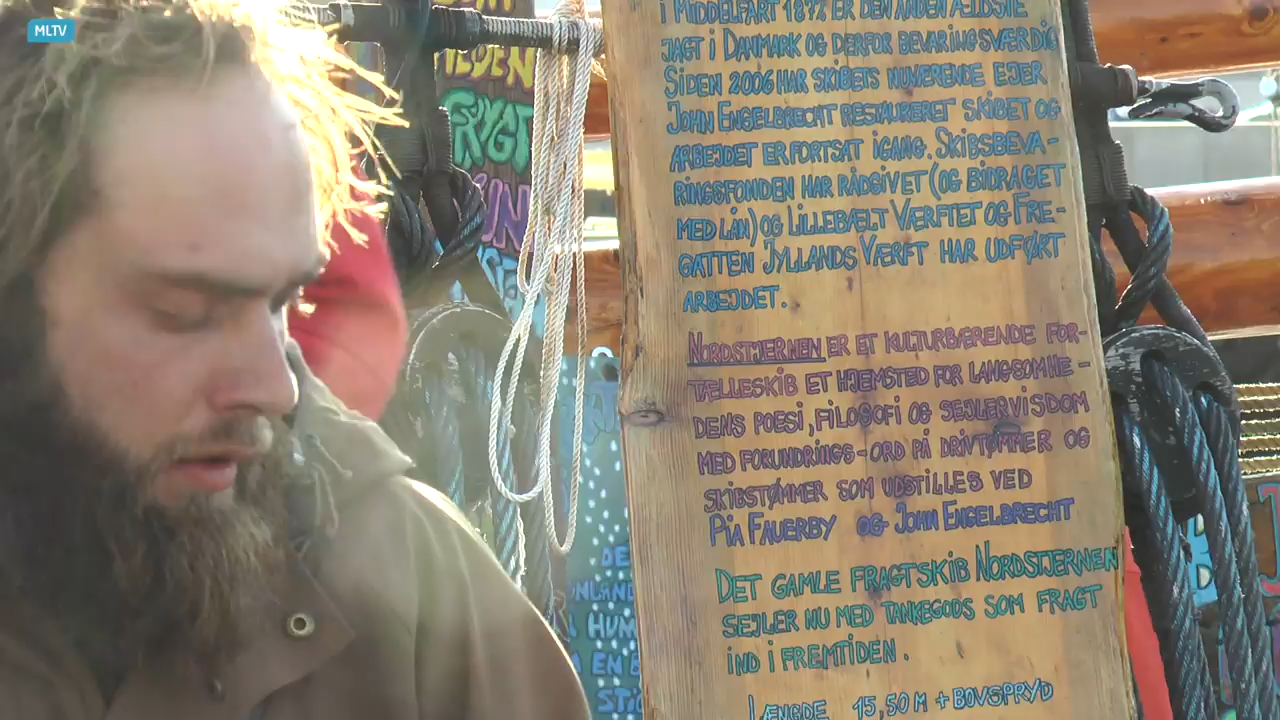 MLTV
i MIDDELFART 1872 ER DEN ANDEN ÆLDSTE
JAGT i DANMARK OG DERFOR BEVARINGSVÆRDIG
SIDEN 2006 HAR SKIBETS NUVÆRENDE EJER
JOHN ENGELBRECHT RESTAURERET SKIBET OG
ARBEJDET ER FORTSAT IGANG. SKIBSBEVA-
RINGSFONDEN HAR RÅDGIVET (OG BIDRAGET
MED LÅN) OG LILLEBÆLT VÆRFTET OG FRE-
GATTEN JYLLANDS VÆRFT HAR UDFØRT
ARBEJDET.
NORDSTJERNEN ER ET KULTURBÆRENDE FOR-
TÆLLESKIB ET HJEMSTED FOR LANGSOMHE-
DENS POESI, FILOSOFI OG SEJLERVISDOM
MED FORUNDRINGS-ORD PÅ DRIVTØMMER OG
SKIBSTØMMER SOM UDSTILLES VED
PIA FAUERBY OG JOHN ENGELBRECHT
DET GAMLE FRAGTSKIB NORDSTJERNEN
SEJLER NU MED TANKEGODS SOM FRAGT
IND I FREMTIDEN.
LÆNGDE 15,50 M + BOVSPRYD